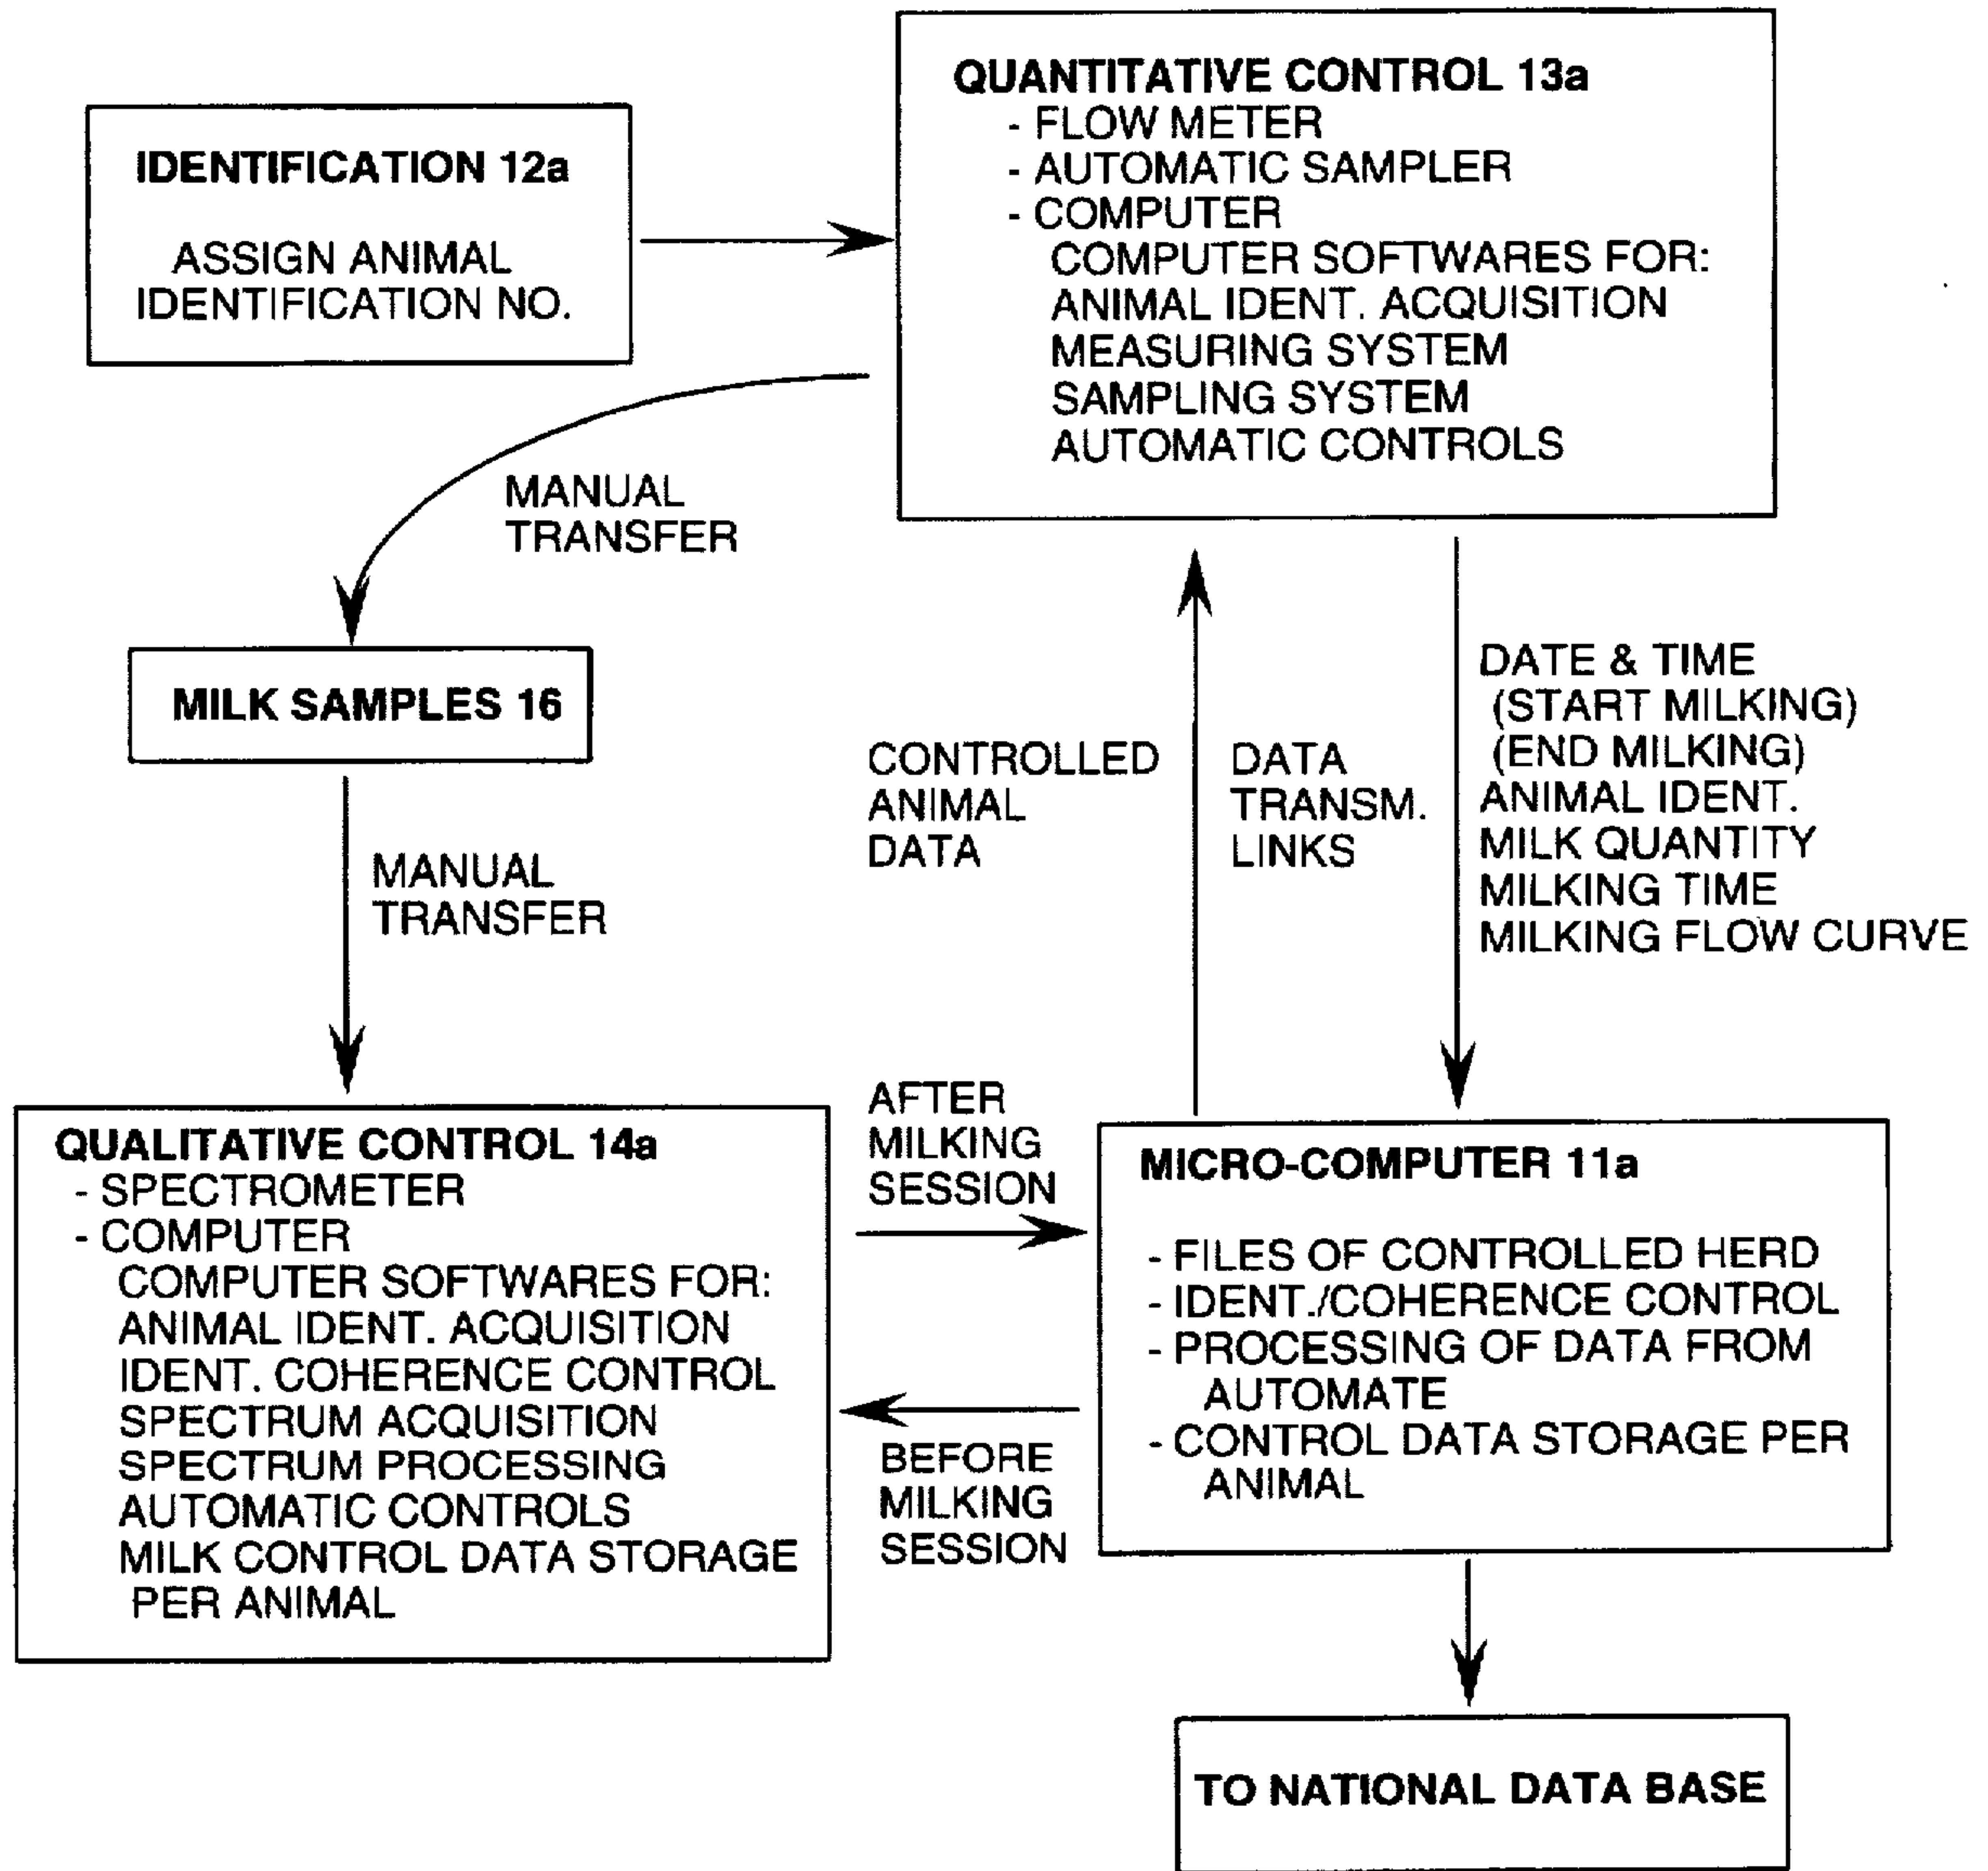 IDENTIFICATION 12a
ASSIGN ANIMAL
IDENTIFICATION NO.
QUANTITATIVE CONTROL 13a
- FLOW METER
- AUTOMATIC SAMPLER
- COMPUTER
COMPUTER SOFTWARES FOR:
ANIMAL IDENT. ACQUISITION
MEASURING SYSTEM
SAMPLING SYSTEM
AUTOMATIC CONTROLS
MANUAL
TRANSFER
MILK SAMPLES 16
MANUAL
TRANSFER
CONTROLLED
ANIMAL
DATA
DATA
TRANSM.
LINKS
DATE & TIME
(START MILKING)
(END MILKING)
ANIMAL IDENT.
MILK QUANTITY
MILKING TIME
MILKING FLOW CURVE
QUALITATIVE CONTROL 14a
- SPECTROMETER
- COMPUTER
COMPUTER SOFTWARES FOR:
ANIMAL IDENT. ACQUISITION
IDENT. COHERENCE CONTROL
SPECTRUM ACQUISITION
SPECTRUM PROCESSING
AUTOMATIC CONTROLS
MILK CONTROL DATA STORAGE
PER ANIMAL
AFTER
MILKING
SESSION
BEFORE
MILKING
SESSION
MICRO-COMPUTER 11a
- FILES OF CONTROLLED HERD
- IDENT./COHERENCE CONTROL
- PROCESSING OF DATA FROM
AUTOMATE
- CONTROL DATA STORAGE PER
ANIMAL
TO NATIONAL DATA BASE